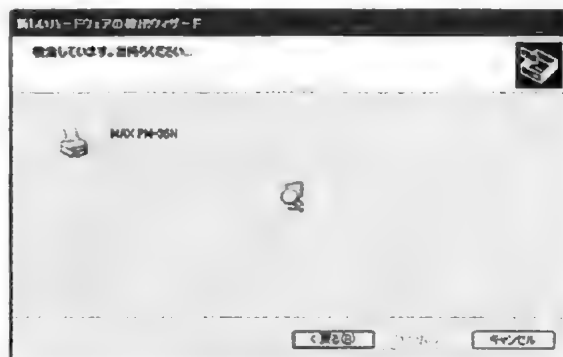 新しいハードウェアの検出ウィザード
検索しています。お待ちください...
MAX PM-36N
< 戻る(B)
キャンセル